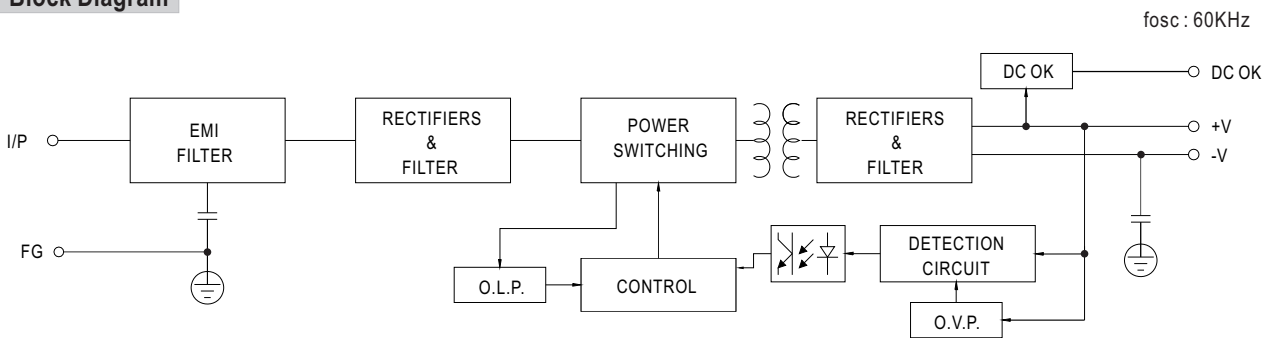 Block Diagram
fosc : 60KHz
DC OK
DC OK
I/P
EMI
FILTER
RECTIFIERS
&
FILTER
POWER
SWITCHING
RECTIFIERS
&
FILTER
+V
-V
FG
O.L.P.
CONTROL
DETECTION
CIRCUIT
O.V.P.